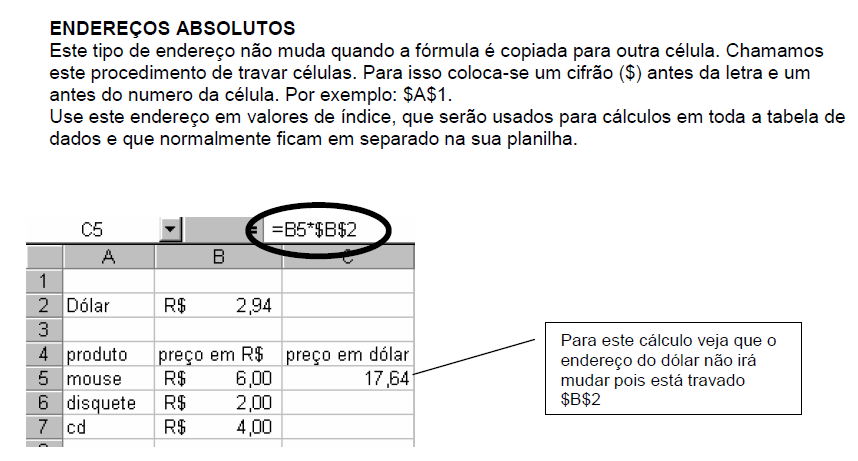 ENDEREÇOS ABSOLUTOS
Este tipo de endereço não muda quando a fórmula é copiada para outra célula. Chamamos
este procedimento de travar células. Para isso coloca-se um cifrão ($) antes da letra e um
antes do numero da célula. Por exemplo: $A$1.
Use este endereço em valores de índice, que serão usados para cálculos em toda a tabela de
dados e que normalmente ficam em separado na sua planilha.
C5 = =B5*$B$2
A B C
1
2 Dólar R$ 2,94
3
4 produto preço em R$ preço em dólar
5 mouse R$ 6,00 17,64
6 disquete R$ 2,00
7 cd R$ 4,00
Para este cálculo veja que o
endereço do dólar não irá
mudar pois está travado
$B$2